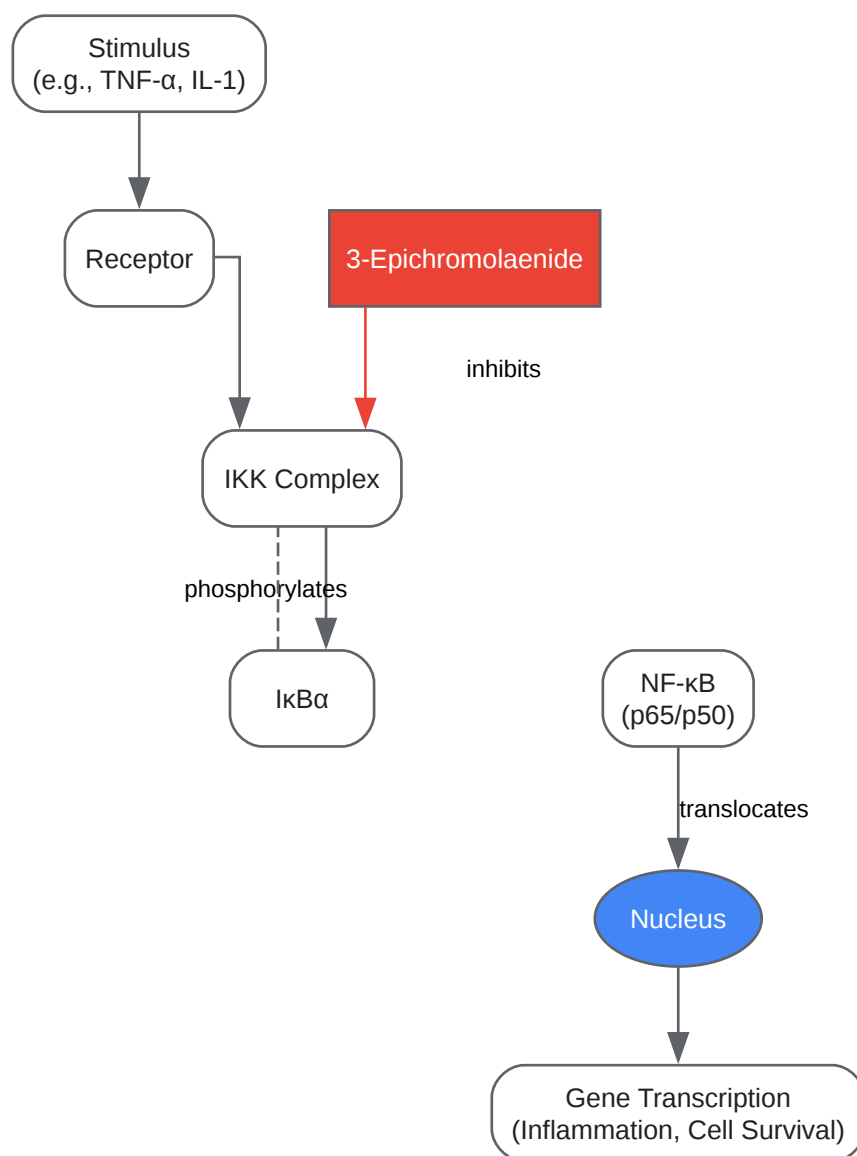 Stimulus
(e.g., TNF-α, IL-1)
Receptor
3-Epichromolaenide
inhibits
IKK Complex
phosphorylates
IκBα
NF-κB
(p65/p50)
translocates
Nucleus
Gene Transcription
(Inflammation, Cell Survival)